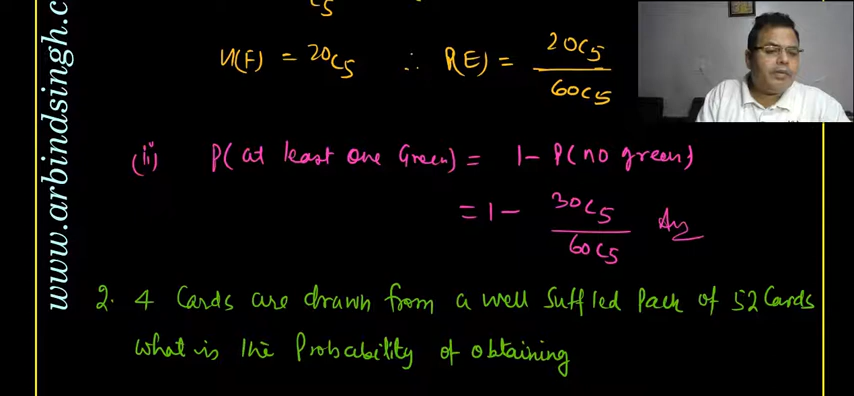 C5
n(F) = 20C5 ∴ P(E) = 20C5 / 60C5
(ii) P(at least one Green) = 1 - P(no green)
= 1 - 30C5 / 60C5 Ans
2. 4 Cards are drawn from a well Suffled Pack of 52 Cards
What is the Probability of obtaining
www.arbindsingh.c